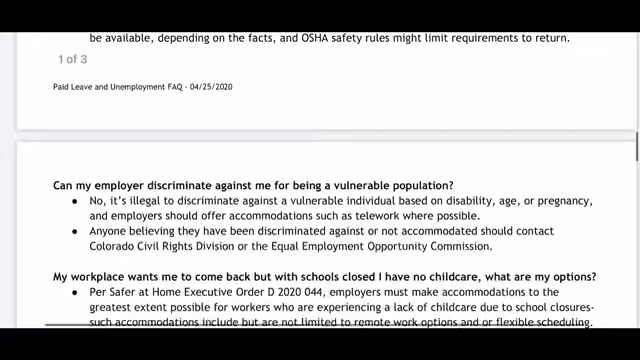 be available, depending on the facts, and OSHA safety rules might limit requirements to return.
1 of 3
Paid Leave and Unemployment FAQ - 04/25/2020
Can my employer discriminate against me for being a vulnerable population?
● No, it's illegal to discriminate against a vulnerable individual based on disability, age, or pregnancy,
and employers should offer accommodations such as telework where possible.
● Anyone believing they have been discriminated against or not accommodated should contact
Colorado Civil Rights Division or the Equal Employment Opportunity Commission.
My workplace wants me to come back but with schools closed I have no childcare, what are my options?
● Per Safer at Home Executive Order D 2020 044, employers must make accommodations to the
greatest extent possible for workers who are experiencing a lack of childcare due to school closures-
such accommodations include but are not limited to remote work options and or flexible scheduling.